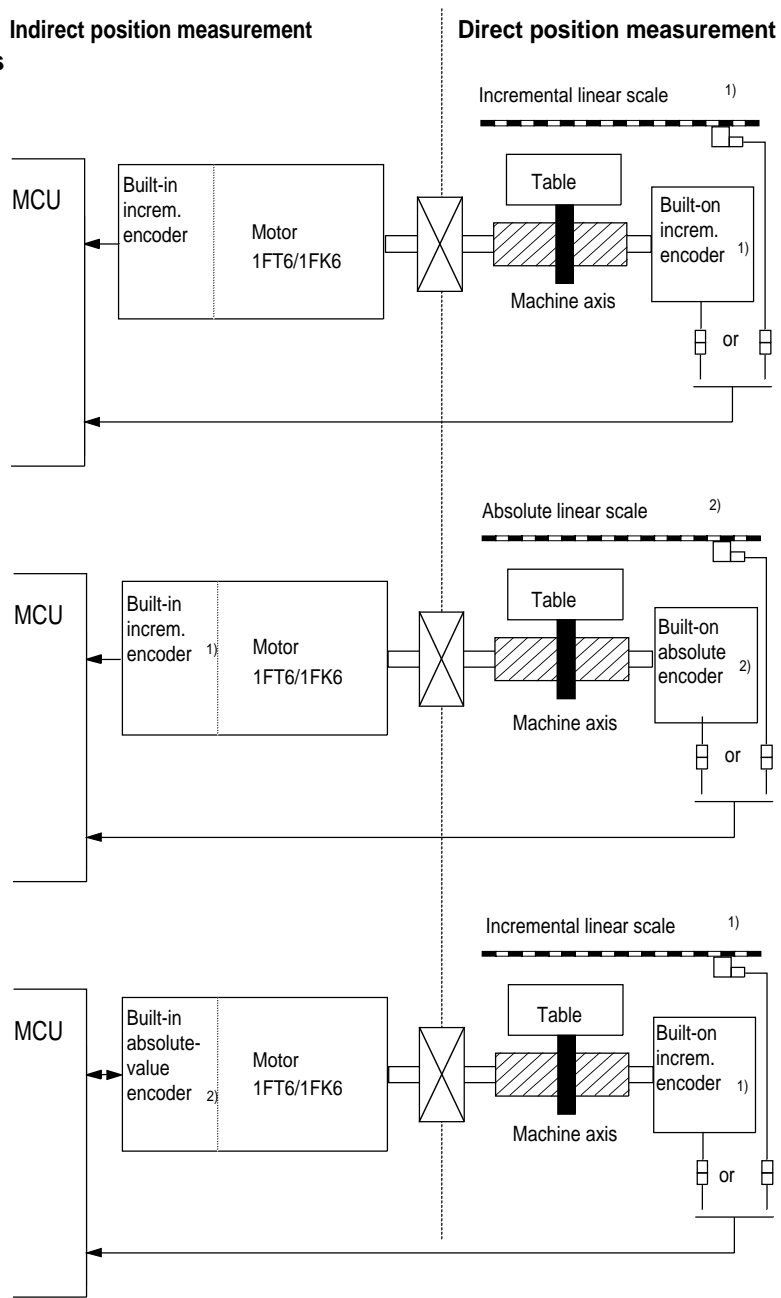 Indirect position measurement
Direct position measurement
s
Incremental linear scale 1)
MCU
Built-in
increm.
encoder
Motor
1FT6/1FK6
Table
Machine axis
Built-on
increm.
encoder 1)
or
Absolute linear scale 2)
MCU
Built-in
increm.
encoder 1)
Motor
1FT6/1FK6
Table
Machine axis
Built-on
absolute
encoder 2)
or
Incremental linear scale 1)
MCU
Built-in
absolute-
value
encoder 2)
Motor
1FT6/1FK6
Table
Machine axis
Built-on
increm.
encoder 1)
or